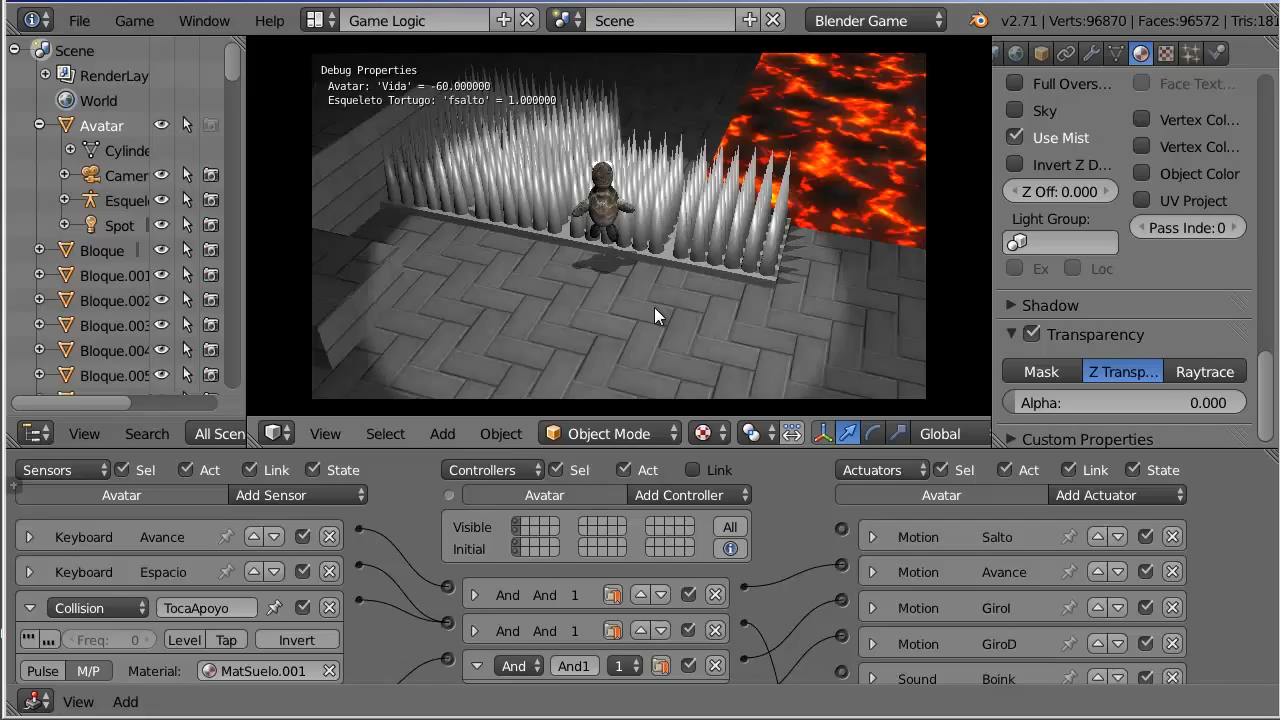 File Game Window Help Game Logic Scene Blender Game v2.71 | Verts:96870 | Faces:96572 | Tris:181
Scene
RenderLay
World
Avatar
Cylinde
Camer
Esquel
Spot
Bloque
Bloque.001
Bloque.002
Bloque.003
Bloque.004
Bloque.005
View Search All Scen
Debug Properties
Avatar: 'Vida' = -60.000000
Esqueleto Tortugo: 'fsalto' = 1.000000
View Select Add Object Object Mode Global
Full Overs... Face Text...
Sky Vertex Col...
Use Mist Vertex Col...
Invert Z D... Object Color
Z Off: 0.000 UV Project
Light Group: Pass Inde: 0
Ex Loc
Shadow
Transparency
Mask Z Transp... Raytrace
Alpha: 0.000
Custom Properties
Sensors Sel Act Link State
Avatar Add Sensor
Keyboard Avance
Keyboard Espacio
Collision TocaApoyo
Freq: 0 Level Tap Invert
Pulse M/P Material: MatSuelo.001
Controllers Sel Act Link
Avatar Add Controller
Visible All
Initial
And And 1
And And 1
And And1 1
Actuators Sel Act Link State
Avatar Add Actuator
Motion Salto
Motion Avance
Motion GiroI
Motion GiroD
Sound Boink
View Add